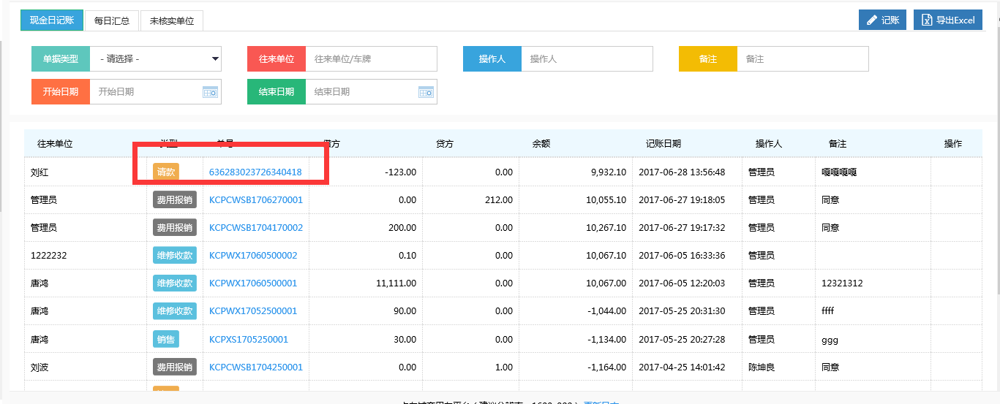 现金日记账 每日汇总 未核实单位 记账 导出Excel
单据类型 - 请选择 - 往来单位 往来单位/车牌 操作人 操作人 备注 备注
开始日期 开始日期 结束日期 结束日期
往来单位 借方 贷方 余额 记账日期 操作人 备注 操作
刘红 请款 636283023726340418 -123.00 0.00 9,932.10 2017-06-28 13:56:48 管理员 嘎嘎嘎嘎
管理员 费用报销 KCPCWSB1706270001 0.00 212.00 10,055.10 2017-06-27 19:18:05 管理员 同意
管理员 费用报销 KCPCWSB1704170002 200.00 0.00 10,267.10 2017-06-27 19:17:32 管理员 同意
1222232 维修收款 KCPWX17060500002 0.10 0.00 10,067.10 2017-06-05 16:33:36 管理员
唐鸿 维修收款 KCPWX17060500001 11,111.00 0.00 10,067.00 2017-06-05 12:20:03 管理员 12321312
唐鸿 维修收款 KCPWX17052500001 90.00 0.00 -1,044.00 2017-05-25 20:31:30 管理员 ffff
唐鸿 销售 KCPXS1705250001 30.00 0.00 -1,134.00 2017-05-25 20:27:28 管理员 ggg
刘波 费用报销 KCPCWSB1704250001 0.00 1.00 -1,164.00 2017-04-25 14:01:42 陈坤良 同意